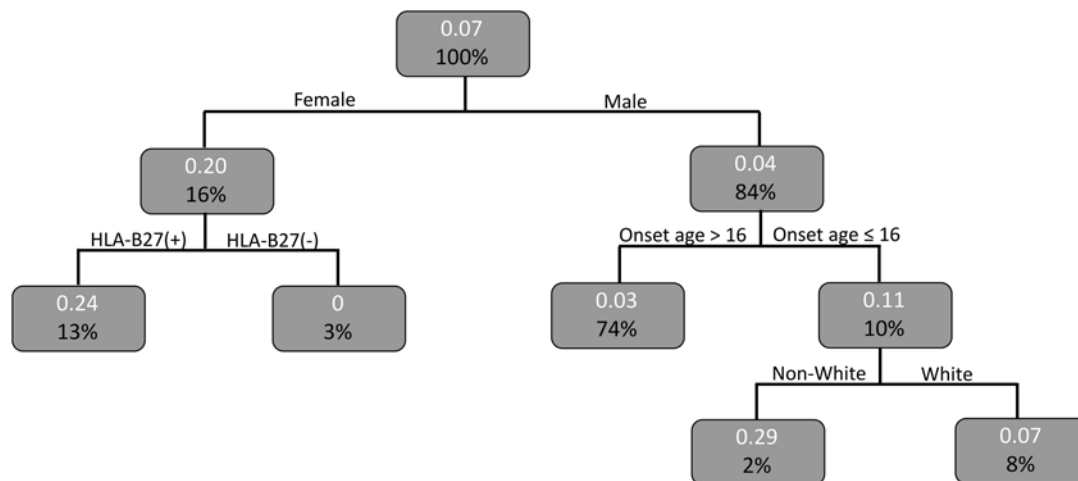 0.07
100%
Female
Male
0.20
16%
0.04
84%
HLA-B27(+)
HLA-B27(-)
Onset age > 16
Onset age ≤ 16
0.24
13%
0
3%
0.03
74%
0.11
10%
Non-White
White
0.29
2%
0.07
8%